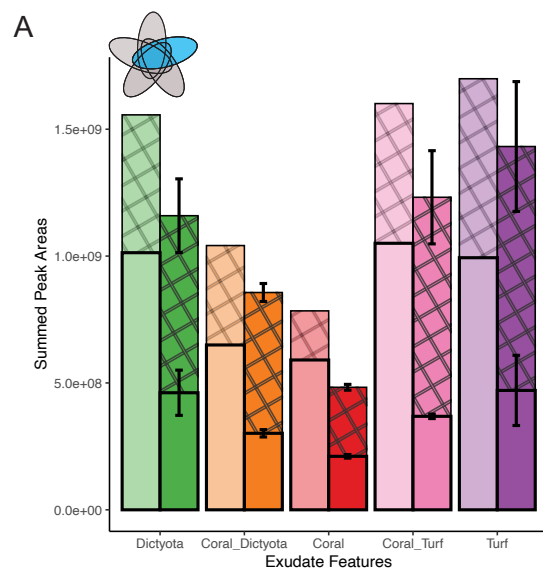 A
Summed Peak Areas
1.5e+09
1.0e+09
5.0e+08
0.0e+00
Dictyota Coral_Dictyota Coral Coral_Turf Turf
Exudate Features